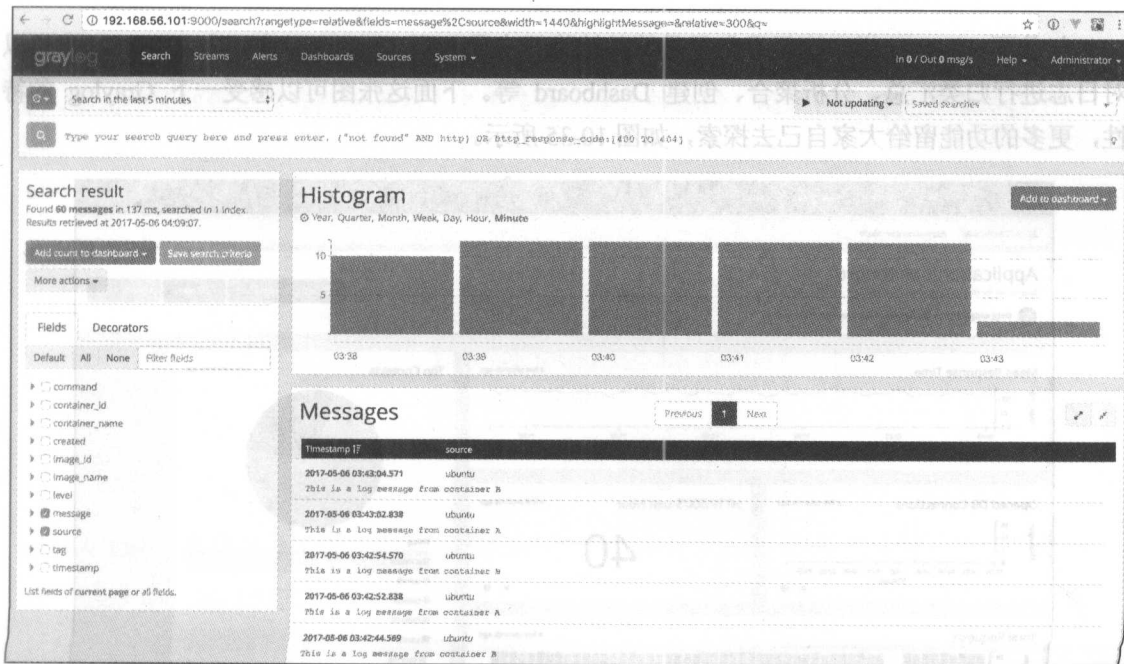 192.168.56.101:9000/search?rangetype=relative&fields=message%2Csource&width=1440&highlightMessage=&relative=300&q=
graylog Search Streams Alerts Dashboards Sources System In 0 / Out 0 msg/s Help Administrator
Search in the last 5 minutes Not updating Saved searches
Type your search query here and press enter. ("not found" AND http) OR http_response_code:[400 TO 404]
Search result
Found 60 messages in 137 ms, searched in 1 index.
Results retrieved at 2017-05-06 04:09:07.
Add count to dashboard Save search criteria
More actions
Fields Decorators
Default All None Filter fields
command
container_id
container_name
created
image_id
image_name
level
message
source
tag
timestamp
List fields of current page or all fields.
Histogram Add to dashboard
Year, Quarter, Month, Week, Day, Hour, Minute
10
5
03:38 03:39 03:40 03:41 03:42 03:43
Messages Previous 1 Next
Timestamp source
2017-05-06 03:43:04.571 ubuntu
This is a log message from container B
2017-05-06 03:43:02.838 ubuntu
This is a log message from container A
2017-05-06 03:42:54.570 ubuntu
This is a log message from container B
2017-05-06 03:42:52.838 ubuntu
This is a log message from container A
2017-05-06 03:42:44.569 ubuntu
This is a log message from container B